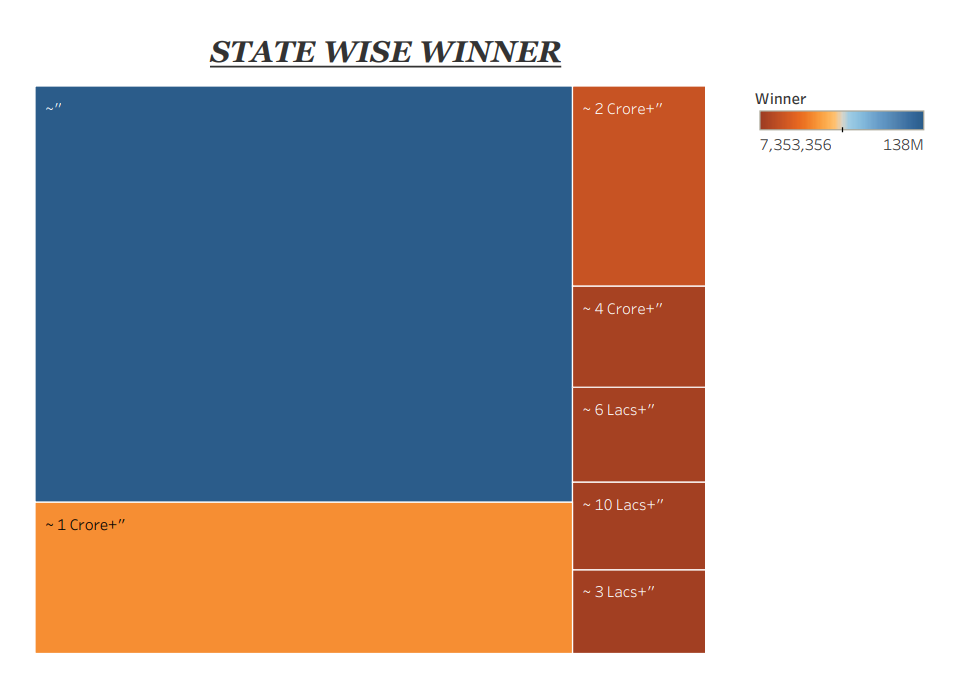 STATE WISE WINNER
~"
~ 1 Crore+"
~ 2 Crore+"
~ 4 Crore+"
~ 6 Lacs+"
~ 10 Lacs+"
~ 3 Lacs+"
Winner
7,353,356 138M